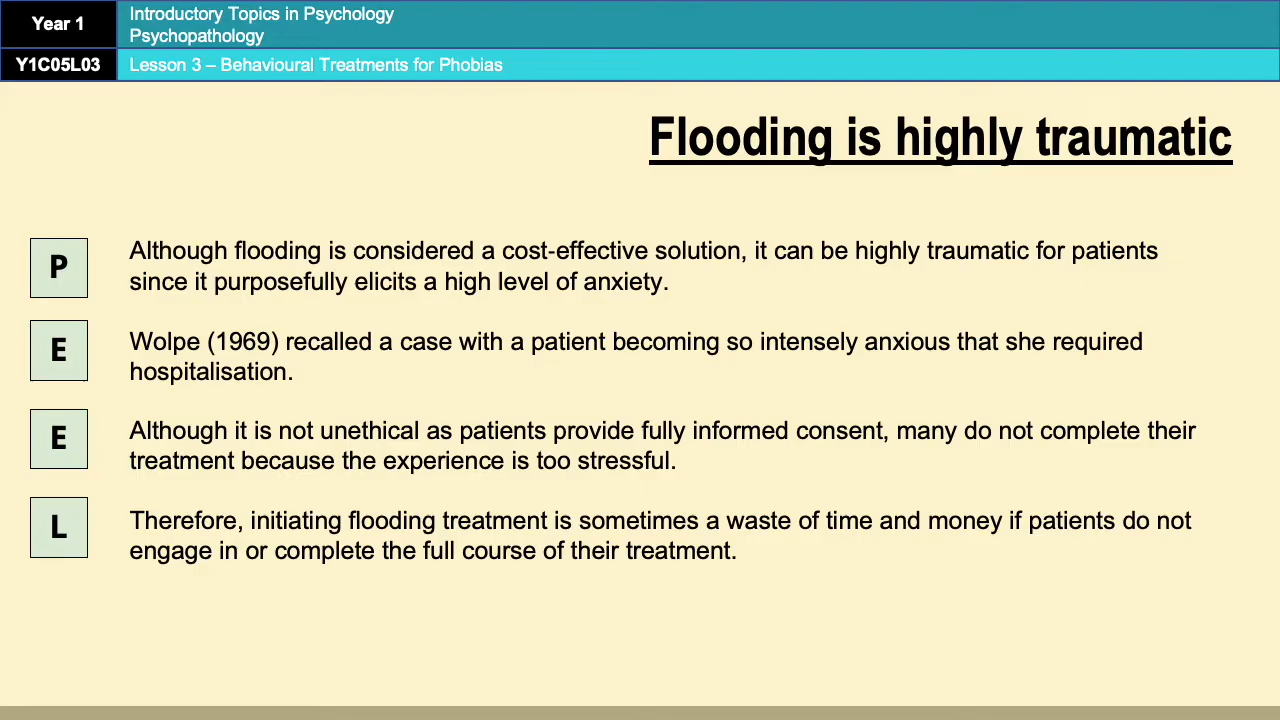 Year 1
Introductory Topics in Psychology
Psychopathology
Y1C05L03
Lesson 3 – Behavioural Treatments for Phobias
Flooding is highly traumatic
P
Although flooding is considered a cost-effective solution, it can be highly traumatic for patients
since it purposefully elicits a high level of anxiety.
E
Wolpe (1969) recalled a case with a patient becoming so intensely anxious that she required
hospitalisation.
E
Although it is not unethical as patients provide fully informed consent, many do not complete their
treatment because the experience is too stressful.
L
Therefore, initiating flooding treatment is sometimes a waste of time and money if patients do not
engage in or complete the full course of their treatment.